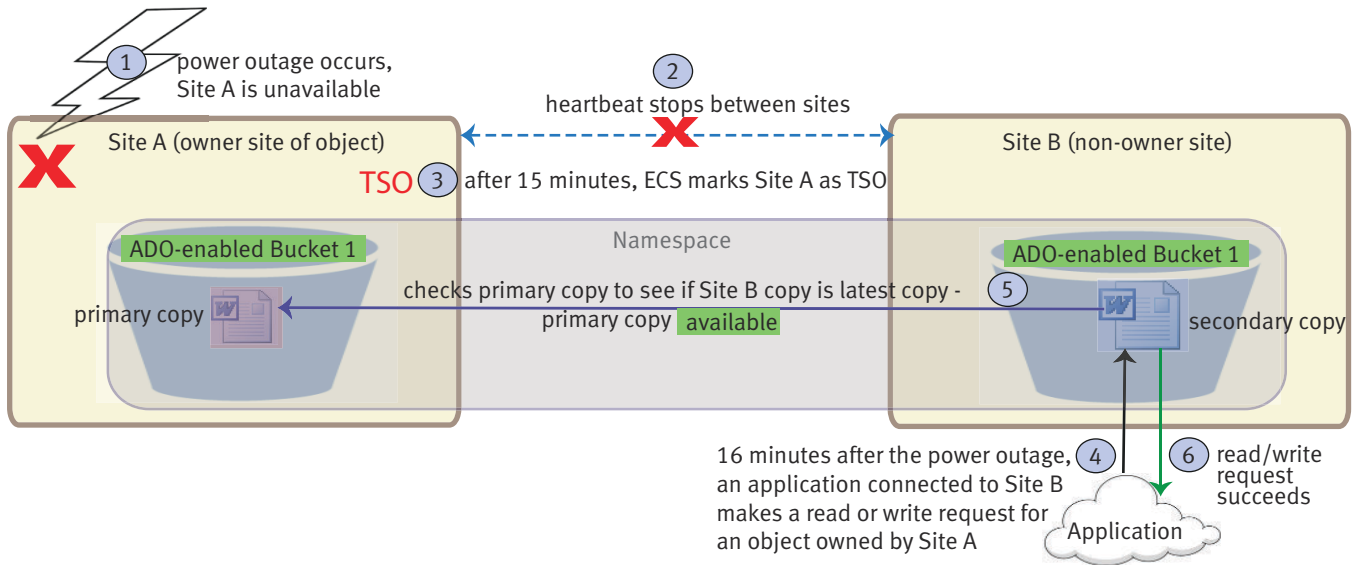 1
power outage occurs,
Site A is unavailable
2
heartbeat stops between sites
Site A (owner site of object)
Site B (non-owner site)
TSO 3 after 15 minutes, ECS marks Site A as TSO
Namespace
ADO-enabled Bucket 1
ADO-enabled Bucket 1
checks primary copy to see if Site B copy is latest copy -
primary copy available
5
primary copy
W
W
secondary copy
16 minutes after the power outage,
an application connected to Site B
makes a read or write request for
an object owned by Site A
4
6
read/write
request
succeeds
Application